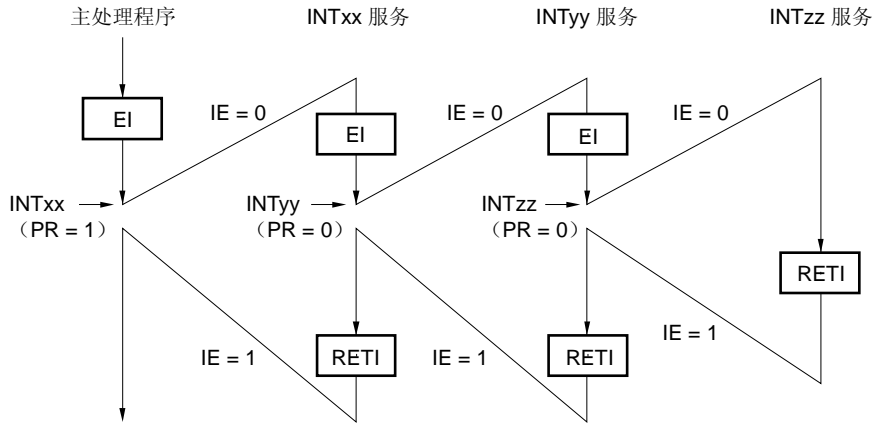 主处理程序
INTxx 服务
INTyy 服务
INTzz 服务
EI
IE = 0
EI
IE = 0
EI
IE = 0
INTxx
（PR = 1）
INTyy
（PR = 0）
INTzz
（PR = 0）
RETI
IE = 1
RETI
IE = 1
RETI
IE = 1